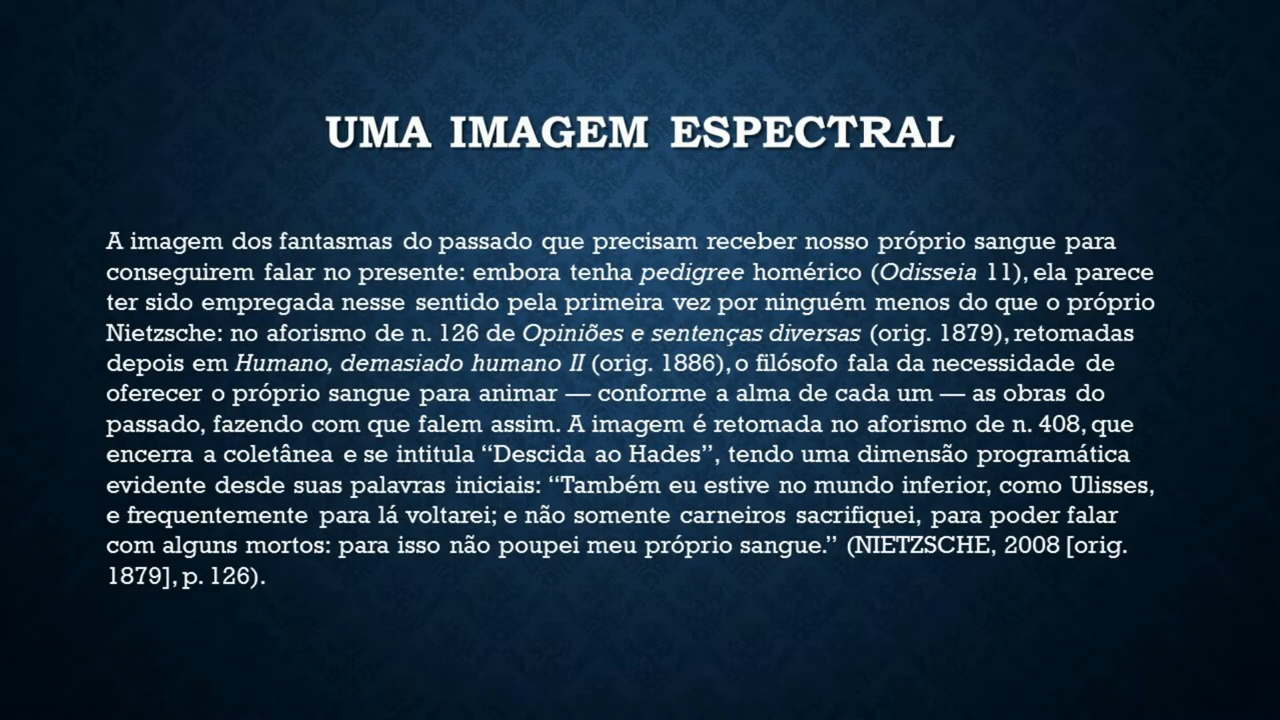 UMA IMAGEM ESPECTRAL
A imagem dos fantasmas do passado que precisam receber nosso próprio sangue para
conseguirem falar no presente: embora tenha pedigree homérico (Odisseia 11), ela parece
ter sido empregada nesse sentido pela primeira vez por ninguém menos do que o próprio
Nietzsche: no aforismo de n. 126 de Opiniões e sentenças diversas (orig. 1879), retomadas
depois em Humano, demasiado humano II (orig. 1886), o filósofo fala da necessidade de
oferecer o próprio sangue para animar — conforme a alma de cada um — as obras do
passado, fazendo com que falem assim. A imagem é retomada no aforismo de n. 408, que
encerra a coletânea e se intitula “Descida ao Hades”, tendo uma dimensão programática
evidente desde suas palavras iniciais: “Também eu estive no mundo inferior, como Ulisses,
e frequentemente para lá voltarei; e não somente carneiros sacrifiquei, para poder falar
com alguns mortos: para isso não poupei meu próprio sangue.” (NIETZSCHE, 2008 [orig.
1879], p. 126).